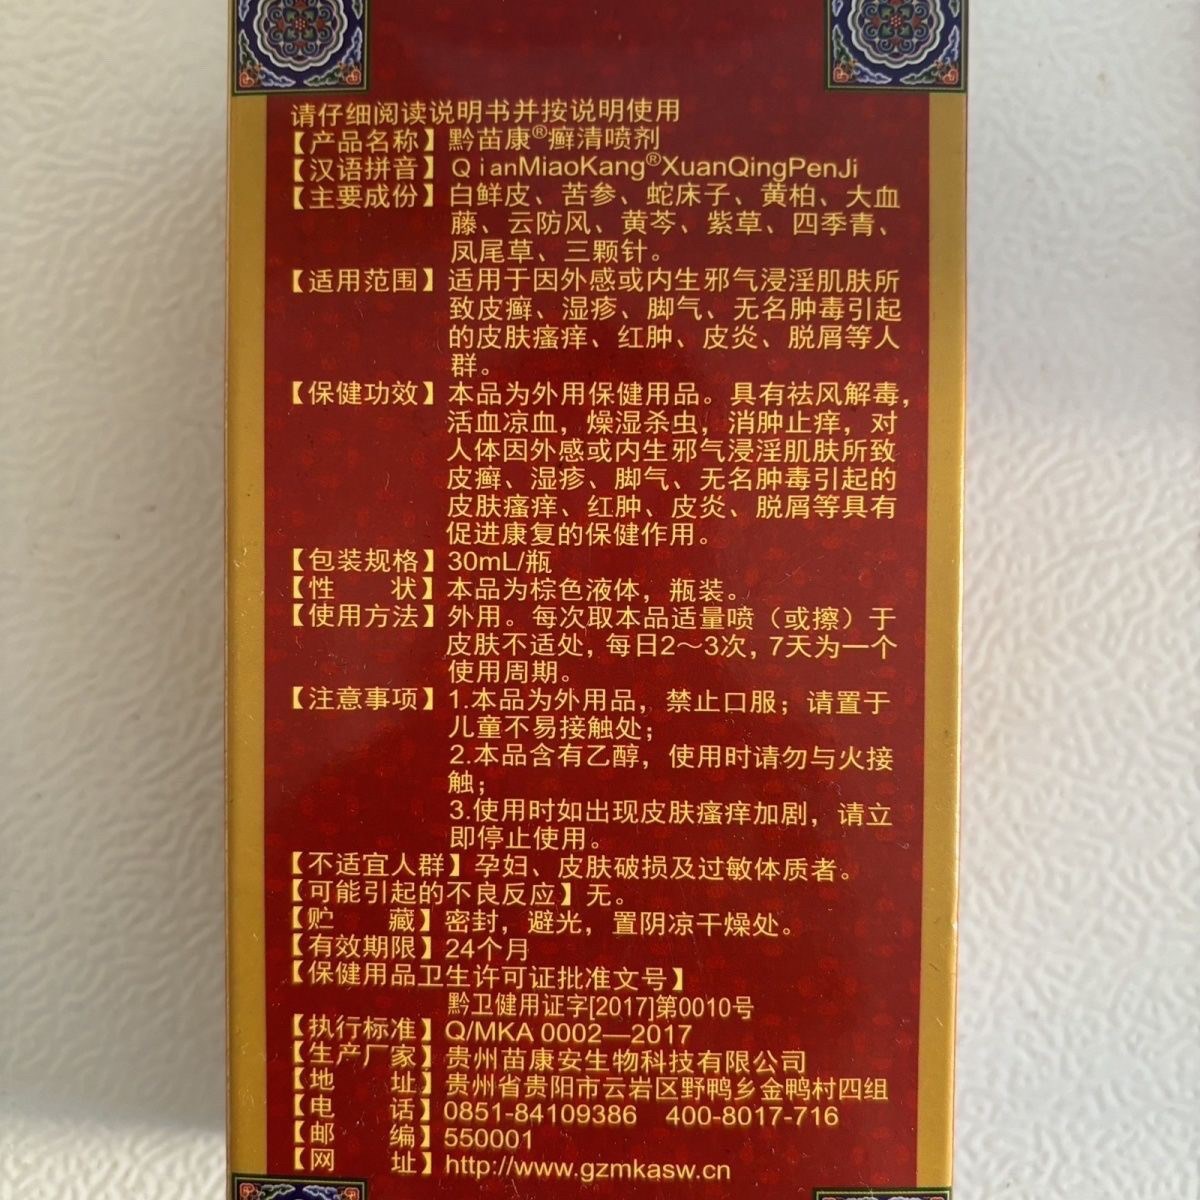 请仔细阅读说明书并按说明使用
【产品名称】黔苗康®癣清喷剂
【汉语拼音】QianMiaoKang®XuanQingPenJi
【主要成份】白鲜皮、苦参、蛇床子、黄柏、大血
藤、云防风、黄芩、紫草、四季青、
凤尾草、三颗针。
【适用范围】适用于因外感或内生邪气浸淫肌肤所
致皮癣、湿疹、脚气、无名肿毒引起
的皮肤瘙痒、红肿、皮炎、脱屑等人
群。
【保健功效】本品为外用保健用品。具有祛风解毒，
活血凉血，燥湿杀虫，消肿止痒，对
人体因外感或内生邪气浸淫肌肤所致
皮癣、湿疹、脚气、无名肿毒引起的
皮肤瘙痒、红肿、皮炎、脱屑等具有
促进康复的保健作用。
【包装规格】30mL/瓶
【性 状】本品为棕色液体，瓶装。
【使用方法】外用。每次取本品适量喷（或擦）于
皮肤不适处，每日2～3次，7天为一个
使用周期。
【注意事项】1.本品为外用品，禁止口服；请置于
儿童不易接触处；
2.本品含有乙醇，使用时请勿与火接
触；
3.使用时如出现皮肤瘙痒加剧，请立
即停止使用。
【不适宜人群】孕妇、皮肤破损及过敏体质者。
【可能引起的不良反应】无。
【贮 藏】密封，避光，置阴凉干燥处。
【有效期限】24个月
【保健用品卫生许可证批准文号】
黔卫健用证字[2017]第0010号
【执行标准】Q/MKA 0002—2017
【生产厂家】贵州苗康安生物科技有限公司
【地 址】贵州省贵阳市云岩区野鸭乡金鸭村四组
【电 话】0851-84109386 400-8017-716
【邮 编】550001
【网 址】http://www.gzmkasw.cn